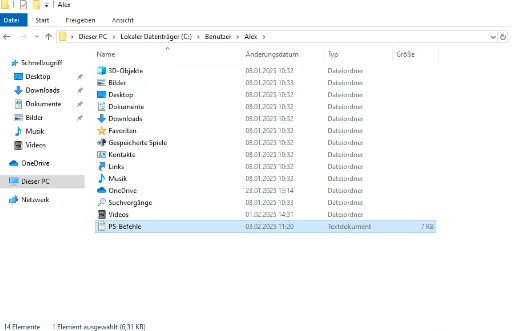 Alex
Datei Start Freigeben Ansicht
Dieser PC > Lokaler Datenträger (C:) > Benutzer > Alex >
Name Änderungsdatum Typ Größe
Schnellzugriff
Desktop
Downloads
Dokumente
Bilder
Musik
Videos
OneDrive
Dieser PC
Netzwerk
3D-Objekte 08.01.2025 10:32 Dateiordner
Bilder 08.01.2025 10:33 Dateiordner
Desktop 08.01.2025 10:32 Dateiordner
Dokumente 08.01.2025 10:32 Dateiordner
Downloads 08.01.2025 10:32 Dateiordner
Favoriten 08.01.2025 10:32 Dateiordner
Gespeicherte Spiele 08.01.2025 10:32 Dateiordner
Kontakte 08.01.2025 10:32 Dateiordner
Links 08.01.2025 10:32 Dateiordner
Musik 08.01.2025 10:32 Dateiordner
OneDrive 23.01.2025 13:14 Dateiordner
Suchvorgänge 08.01.2025 10:33 Dateiordner
Videos 01.02.2025 14:31 Dateiordner
PS-Befehle 03.02.2025 11:20 Textdokument 7 KB
14 Elemente 1 Element ausgewählt (6,31 KB)